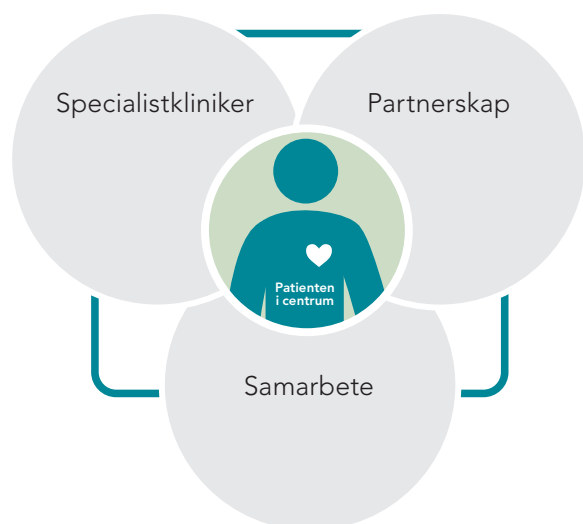 Specialistkliniker
Partnerskap
Patienten
i centrum
Samarbete